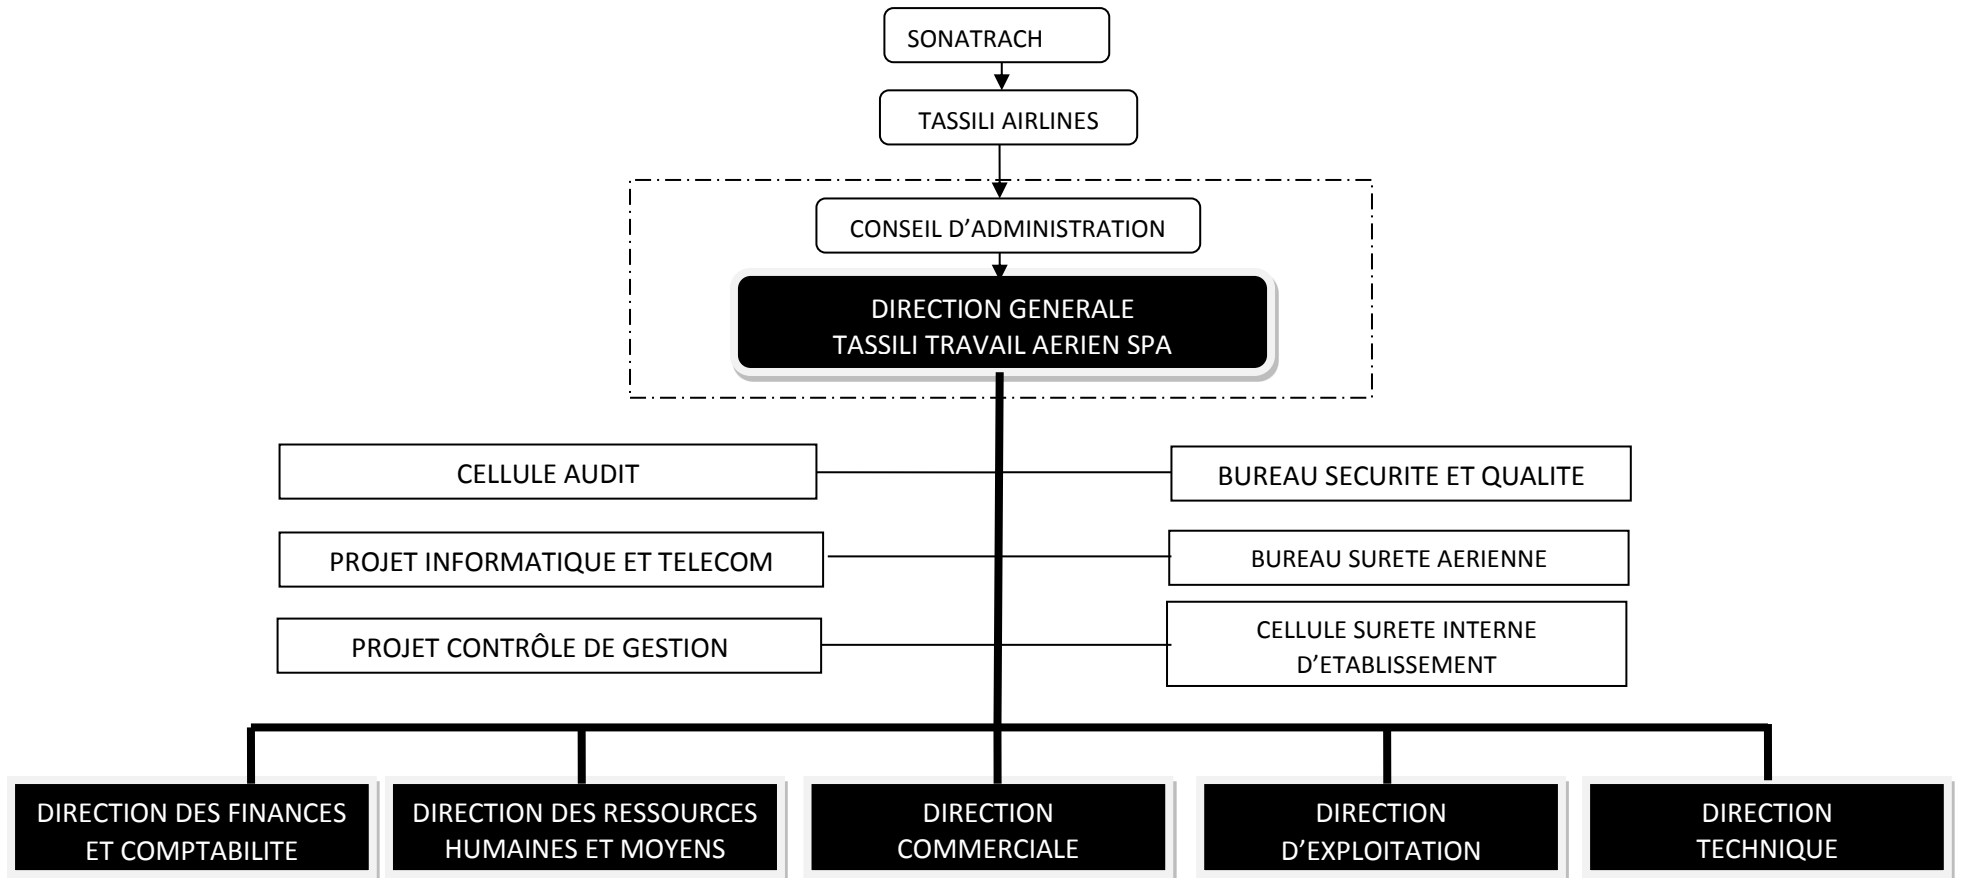 SONATRACH
TASSILI AIRLINES
CONSEIL D’ADMINISTRATION
DIRECTION GENERALE
TASSILI TRAVAIL AERIEN SPA
CELLULE AUDIT
BUREAU SECURITE ET QUALITE
PROJET INFORMATIQUE ET TELECOM
BUREAU SURETE AERIENNE
PROJET CONTRÔLE DE GESTION
CELLULE SURETE INTERNE
D’ETABLISSEMENT
DIRECTION DES FINANCES
ET COMPTABILITE
DIRECTION DES RESSOURCES
HUMAINES ET MOYENS
DIRECTION
COMMERCIALE
DIRECTION
D’EXPLOITATION
DIRECTION
TECHNIQUE